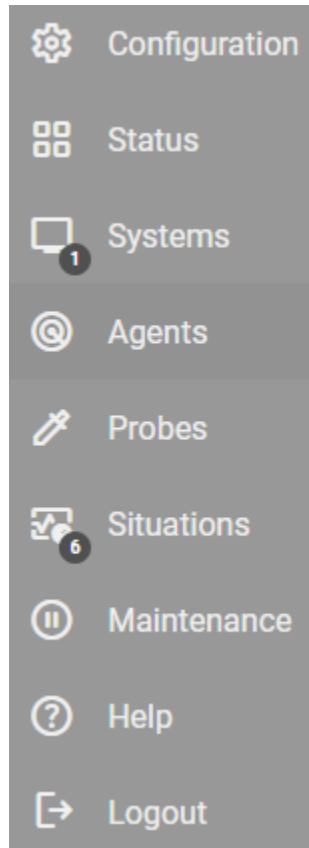 Configuration
Status
Systems
1
Agents
Probes
Situations
6
Maintenance
Help
Logout